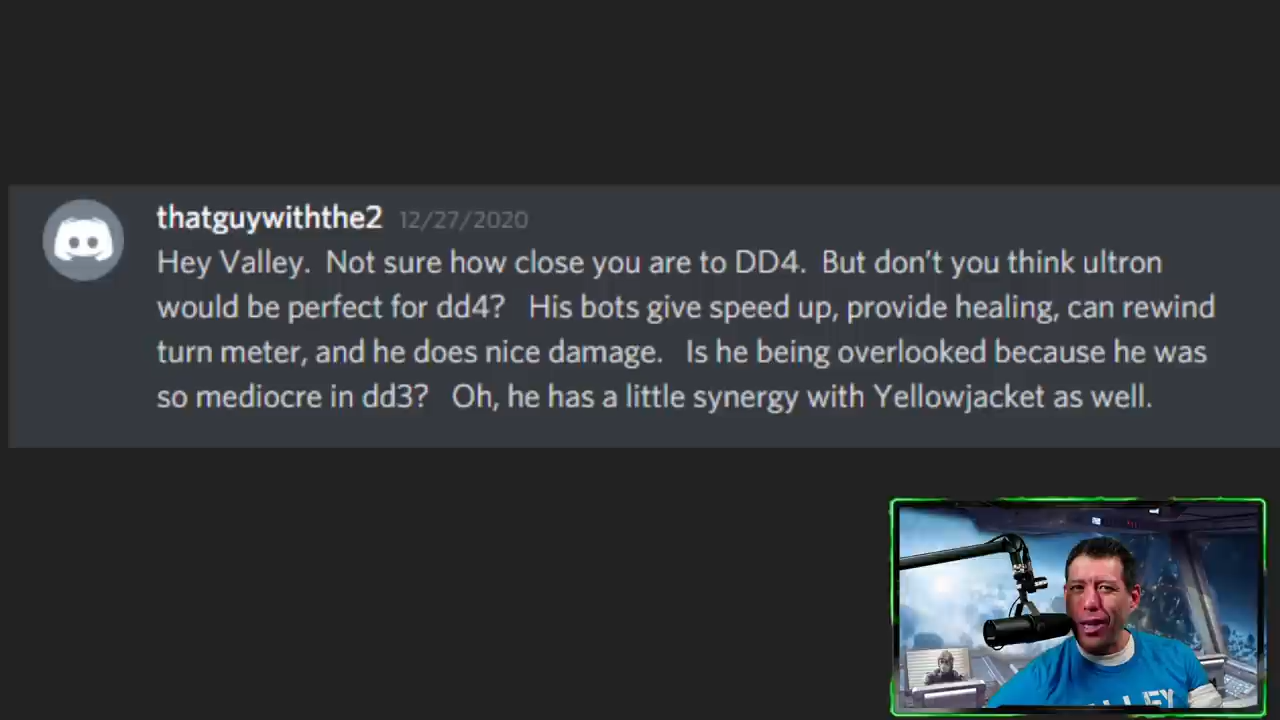 thatguywiththe2 12/27/2020
Hey Valley. Not sure how close you are to DD4. But don't you think ultron
would be perfect for dd4? His bots give speed up, provide healing, can rewind
turn meter, and he does nice damage. Is he being overlooked because he was
so mediocre in dd3? Oh, he has a little synergy with Yellowjacket as well.